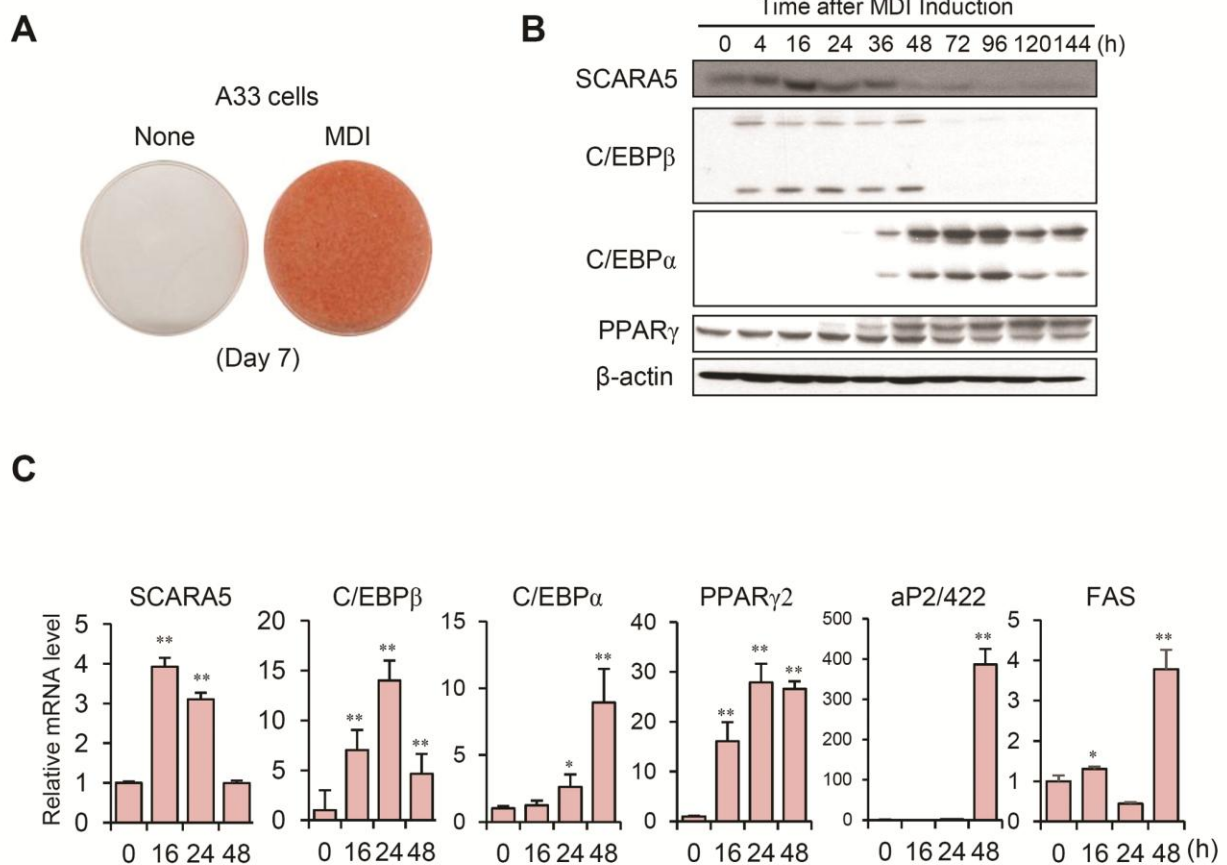 A
A33 cells
None MDI
(Day 7)
B
Time after MDI Induction
0 4 16 24 36 48 72 96 120 144 (h)
SCARA5
C/EBPβ
C/EBPα
PPARγ
β-actin
C
SCARA5 C/EBPβ C/EBPα PPARγ2 aP2/422 FAS
Relative mRNA level
5
4
3
2
1
0
**
**
0 16 24 48
20
15
10
5
0
**
**
**
0 16 24 48
15
10
5
0
*
**
0 16 24 48
40
30
20
10
0
**
**
**
0 16 24 48
500
400
300
200
100
0
**
0 16 24 48
5
4
3
2
1
0
*
**
0 16 24 48 (h)